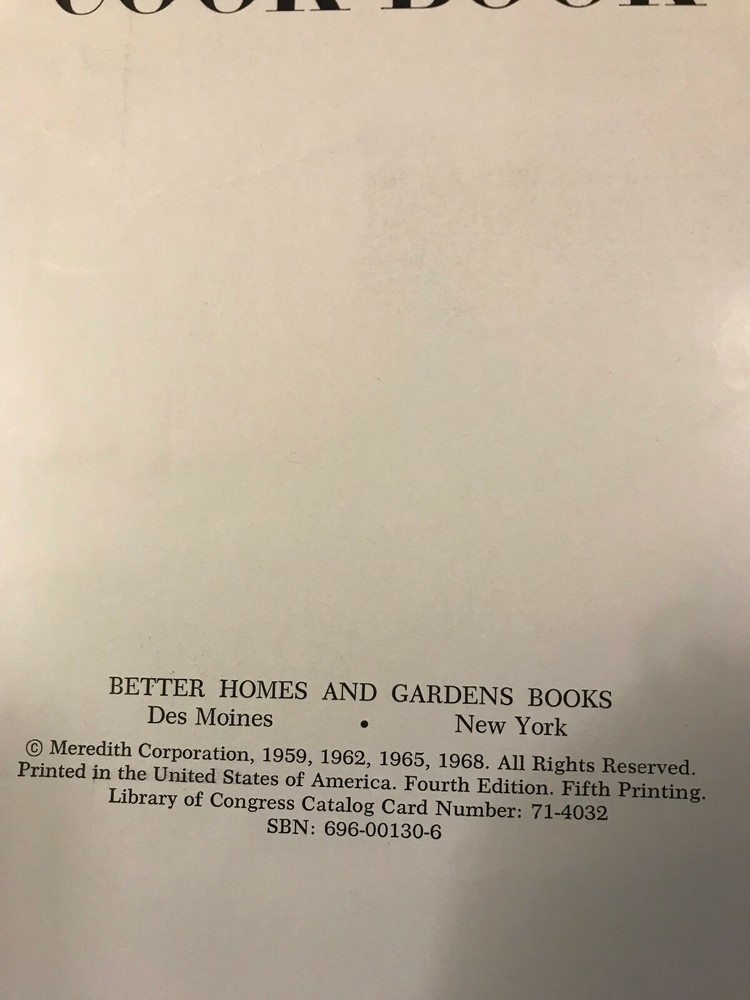 COOK BOOK
BETTER HOMES AND GARDENS BOOKS
Des Moines • New York
© Meredith Corporation, 1959, 1962, 1965, 1968. All Rights Reserved.
Printed in the United States of America. Fourth Edition. Fifth Printing.
Library of Congress Catalog Card Number: 71-4032
SBN: 696-00130-6